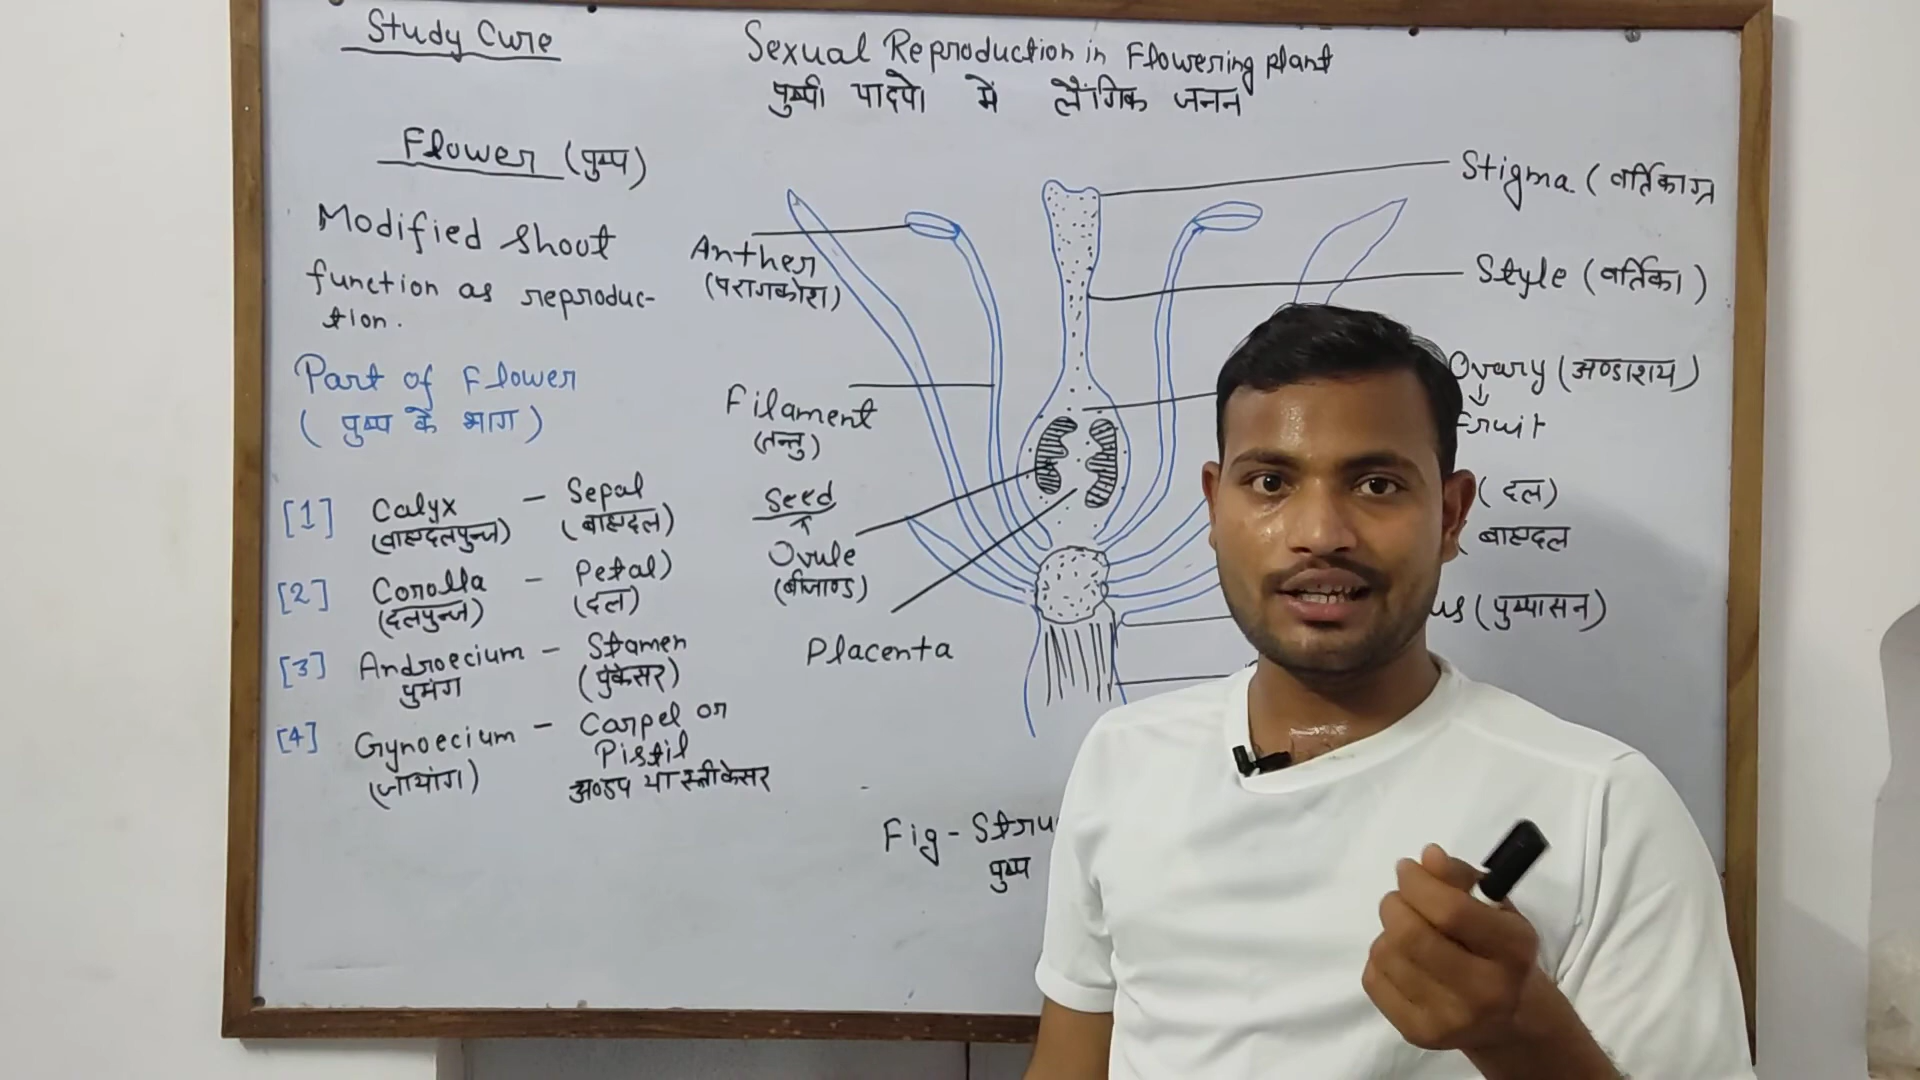 Study Cure
Sexual Reproduction in Flowering plant
पुष्पी पादपो में लैंगिक जनन
Flower (पुष्प)
Modified shoot
function as reproduc-
tion.
Part of Flower
(पुष्प के भाग)
[1] Calyx - Sepal
(वाह्यदलपुन्ज) (बाह्यदल)
[2] Corolla - Petal)
(दलपुन्ज) (दल)
[3] Androecium - Stamen
पुमंग (पुंकेसर)
[4] Gynoecium - Carpel or
Pistil
(जायांग) अण्डप या स्त्रीकेसर
Anther
(परागकोश)
Filament
(तन्तु)
Seed
Ovule
(बीजाण्ड)
Placenta
Stigma (वर्तिकाग्र
Style (वर्तिका)
Ovary (अण्डाशय)
Fruit
(दल)
( बाह्यदल
us (पुष्पासन)
Fig - Stru
पुष्प